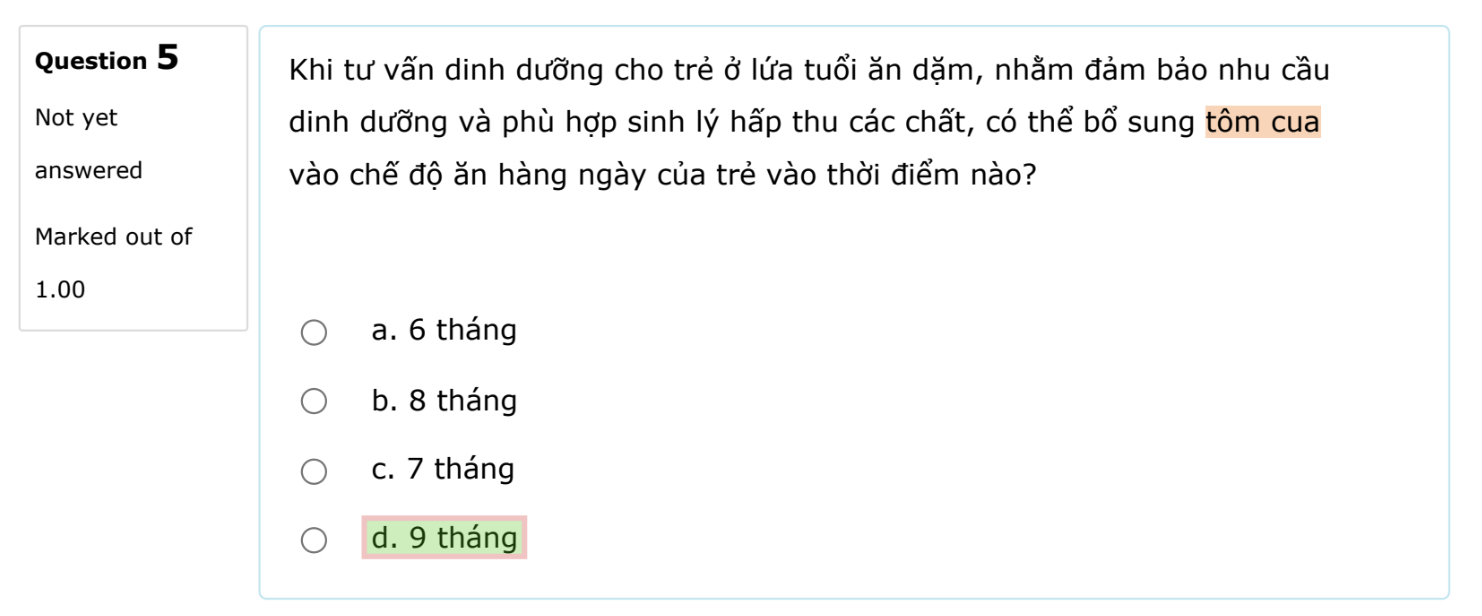 Question 5
Not yet
answered
Marked out of
1.00
Khi tư vấn dinh dưỡng cho trẻ ở lứa tuổi ăn dặm, nhằm đảm bảo nhu cầu
dinh dưỡng và phù hợp sinh lý hấp thu các chất, có thể bổ sung tôm cua
vào chế độ ăn hàng ngày của trẻ vào thời điểm nào?
a. 6 tháng
b. 8 tháng
c. 7 tháng
d. 9 tháng